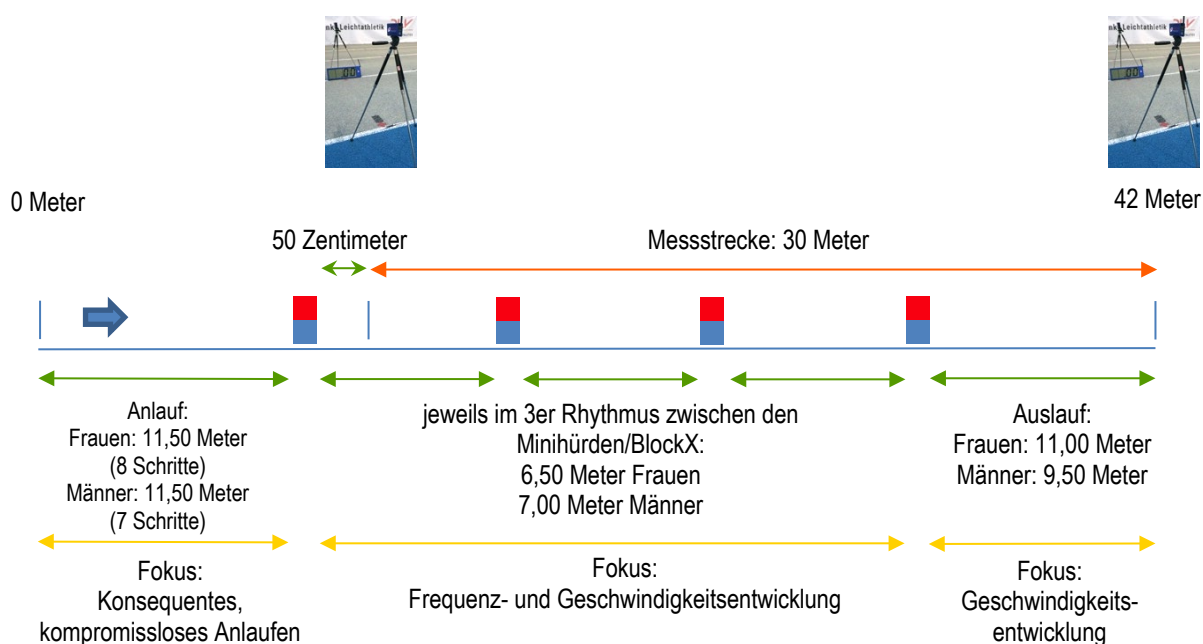 Leichtathletik
Leichtathletik
0 Meter
42 Meter
50 Zentimeter
Messstrecke: 30 Meter
Anlauf:
Frauen: 11,50 Meter
(8 Schritte)
Männer: 11,50 Meter
(7 Schritte)
jeweils im 3er Rhythmus zwischen den
Minihürden/BlockX:
6,50 Meter Frauen
7,00 Meter Männer
Auslauf:
Frauen: 11,00 Meter
Männer: 9,50 Meter
Fokus:
Konsequentes,
kompromissloses Anlaufen
Fokus:
Frequenz- und Geschwindigkeitsentwicklung
Fokus:
Geschwindigkeits-
entwicklung